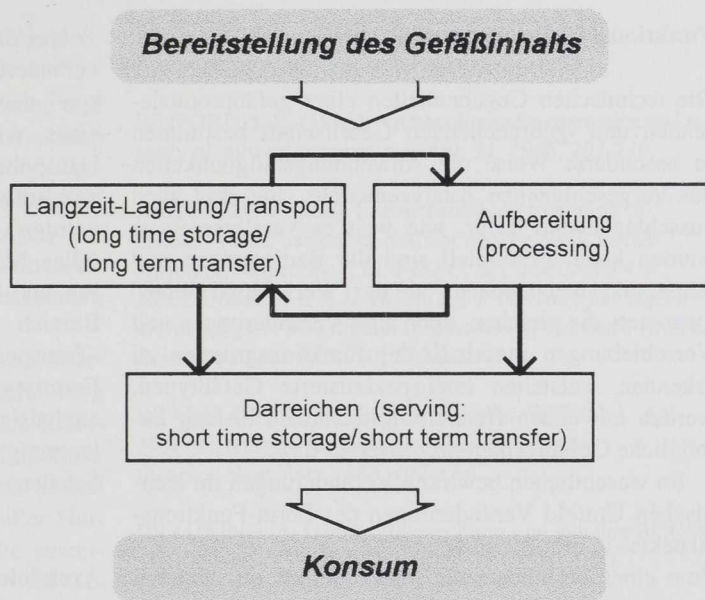 Bereitstellung des Gefäßinhalts
Langzeit-Lagerung/Transport
(long time storage/
long term transfer)
Aufbereitung
(processing)
Darreichen (serving;
short time storage/short term transfer)
Konsum